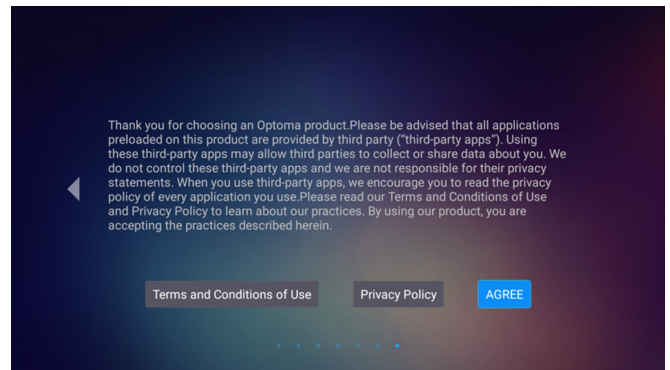 Thank you for choosing an Optoma product.Please be advised that all applications
preloaded on this product are provided by third party ("third-party apps"). Using
these third-party apps may allow third parties to collect or share data about you. We
do not control these third-party apps and we are not responsible for their privacy
statements. When you use third-party apps, we encourage you to read the privacy
policy of every application you use.Please read our Terms and Conditions of Use
and Privacy Policy to learn about our practices. By using our product, you are
accepting the practices described herein.
Terms and Conditions of Use
Privacy Policy
AGREE